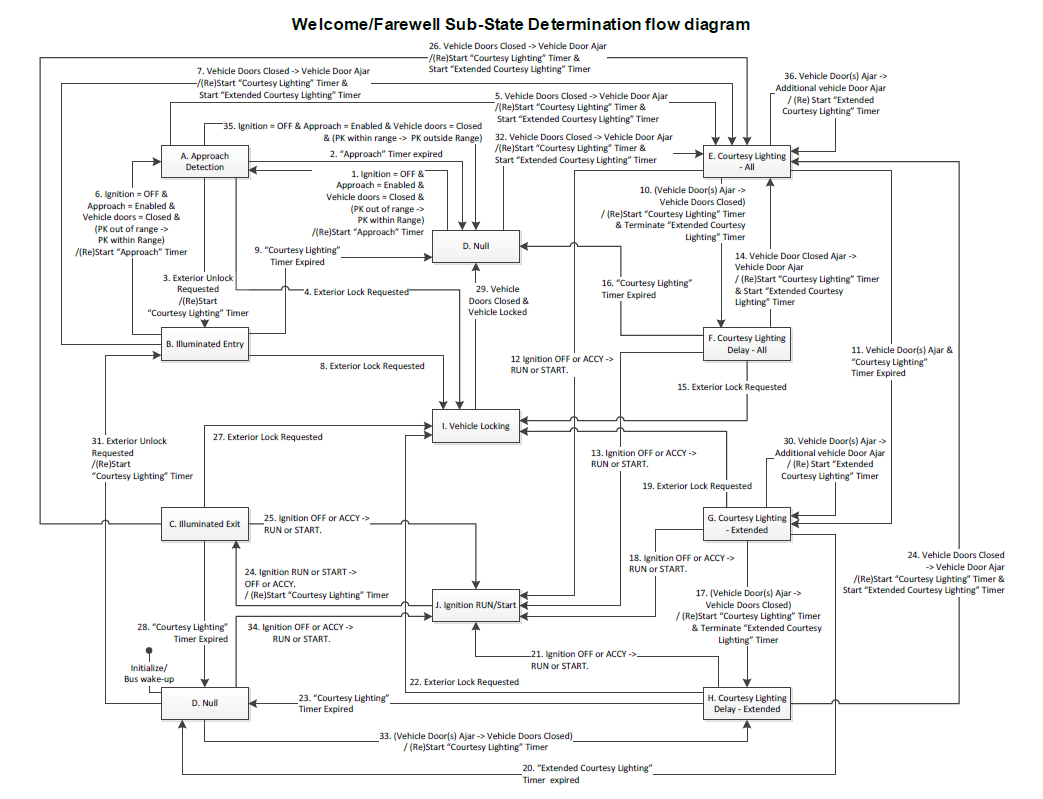 Welcome/Farewell Sub-State Determination flow diagram
26. Vehicle Doors Closed -> Vehicle Door Ajar
/(Re)Start “Courtesy Lighting” Timer &
Start “Extended Courtesy Lighting” Timer
7. Vehicle Doors Closed -> Vehicle Door Ajar
/(Re)Start “Courtesy Lighting” Timer &
Start “Extended Courtesy Lighting” Timer
36. Vehicle Door(s) Ajar ->
Additional vehicle Door Ajar
/ (Re) Start “Extended
Courtesy Lighting” Timer
5. Vehicle Doors Closed -> Vehicle Door Ajar
/(Re)Start “Courtesy Lighting” Timer &
Start “Extended Courtesy Lighting” Timer
35. Ignition = OFF & Approach = Enabled & Vehicle doors = Closed
& (PK within range -> PK outside Range)
32. Vehicle Doors Closed -> Vehicle Door Ajar
/(Re)Start “Courtesy Lighting” Timer &
Start “Extended Courtesy Lighting” Timer
A. Approach
Detection
2. “Approach” Timer expired
E. Courtesy Lighting
- All
1. Ignition = OFF &
Approach = Enabled &
Vehicle doors = Closed &
(PK out of range ->
PK within Range)
/(Re)Start “Approach” Timer
6. Ignition = OFF &
Approach = Enabled &
Vehicle doors = Closed &
(PK out of range ->
PK within Range)
/(Re)Start “Approach” Timer
10. (Vehicle Door(s) Ajar ->
Vehicle Doors Closed)
/ (Re)Start “Courtesy Lighting” Timer
& Terminate “Extended Courtesy
Lighting” Timer
D. Null
9. “Courtesy Lighting”
Timer Expired
14. Vehicle Door Closed Ajar ->
Vehicle Door Ajar
/ (Re)Start “Courtesy Lighting” Timer
& Start “Extended Courtesy
Lighting” Timer
3. Exterior Unlock
Requested
/(Re)Start
“Courtesy Lighting” Timer
4. Exterior Lock Requested
29. Vehicle
Doors Closed &
Vehicle Locked
16. “Courtesy Lighting”
Timer Expired
B. Illuminated Entry
F. Courtesy Lighting
Delay - All
8. Exterior Lock Requested
12 Ignition OFF or ACCY ->
RUN or START.
11. Vehicle Door(s) Ajar &
“Courtesy Lighting”
Timer Expired
15. Exterior Lock Requested
I. Vehicle Locking
27. Exterior Lock Requested
31. Exterior Unlock
Requested
/(Re)Start
“Courtesy Lighting” Timer
13. Ignition OFF or ACCY ->
RUN or START.
30. Vehicle Door(s) Ajar ->
Additional vehicle Door Ajar
/ (Re) Start “Extended
Courtesy Lighting” Timer
19. Exterior Lock Requested
C. Illuminated Exit
25. Ignition OFF or ACCY ->
RUN or START.
G. Courtesy Lighting
- Extended
18. Ignition OFF or ACCY ->
RUN or START.
24. Vehicle Doors Closed
-> Vehicle Door Ajar
/(Re)Start “Courtesy Lighting” Timer &
Start “Extended Courtesy Lighting” Timer
24. Ignition RUN or START ->
OFF or ACCY.
/ (Re)Start “Courtesy Lighting” Timer
J. Ignition RUN/Start
17. (Vehicle Door(s) Ajar ->
Vehicle Doors Closed)
/ (Re)Start “Courtesy Lighting” Timer
& Terminate “Extended Courtesy
Lighting” Timer
28. “Courtesy Lighting”
Timer Expired
34. Ignition OFF or ACCY ->
RUN or START.
21. Ignition OFF or ACCY ->
RUN or START.
Initialize/
Bus wake-up
22. Exterior Lock Requested
D. Null
23. “Courtesy Lighting”
Timer Expired
H. Courtesy Lighting
Delay - Extended
33. (Vehicle Door(s) Ajar -> Vehicle Doors Closed)
/ (Re)Start “Courtesy Lighting” Timer
20. “Extended Courtesy Lighting”
Timer expired